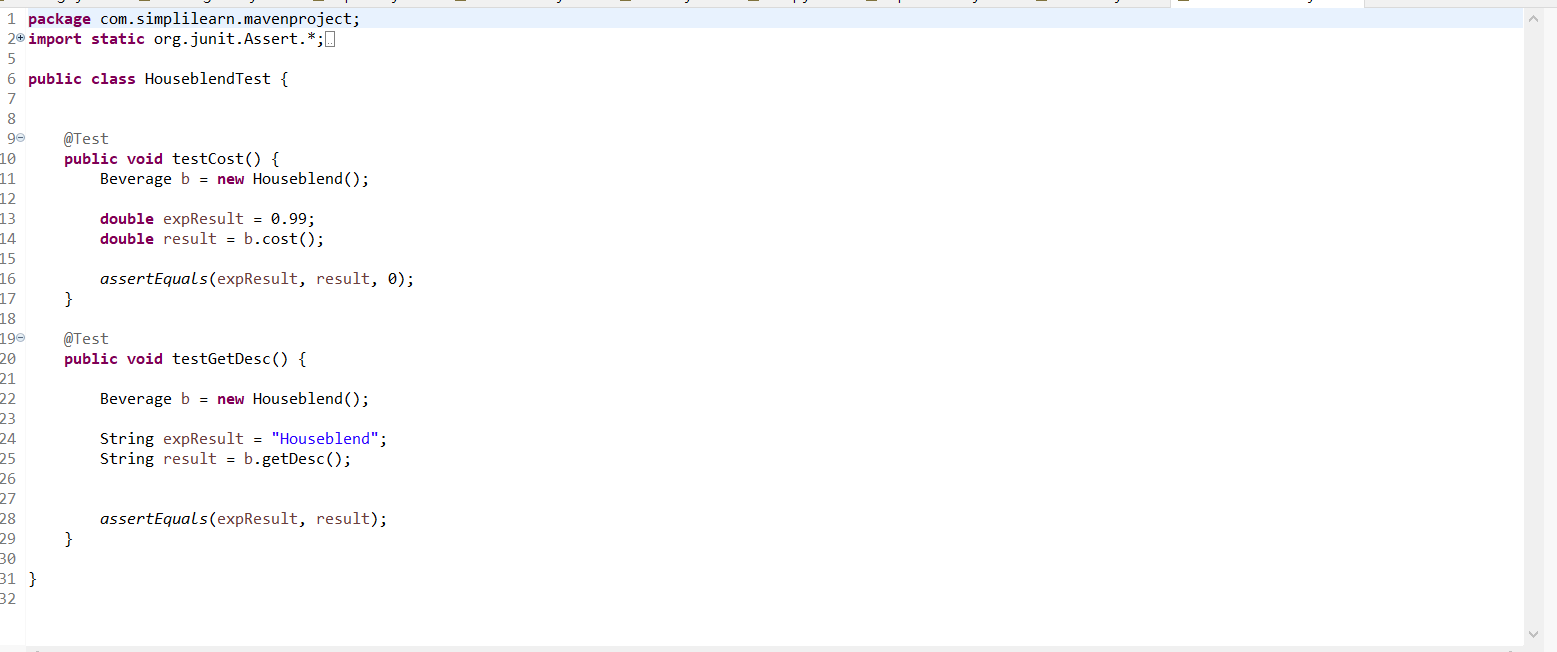 1 package com.simplilearn.mavenproject;
2 import static org.junit.Assert.*;
5
6 public class HouseblendTest {
7
8
9 @Test
10 public void testCost() {
11 Beverage b = new Houseblend();
12
13 double expResult = 0.99;
14 double result = b.cost();
15
16 assertEquals(expResult, result, 0);
17 }
18
19 @Test
20 public void testGetDesc() {
21
22 Beverage b = new Houseblend();
23
24 String expResult = "Houseblend";
25 String result = b.getDesc();
26
27
28 assertEquals(expResult, result);
29 }
30
31 }
32